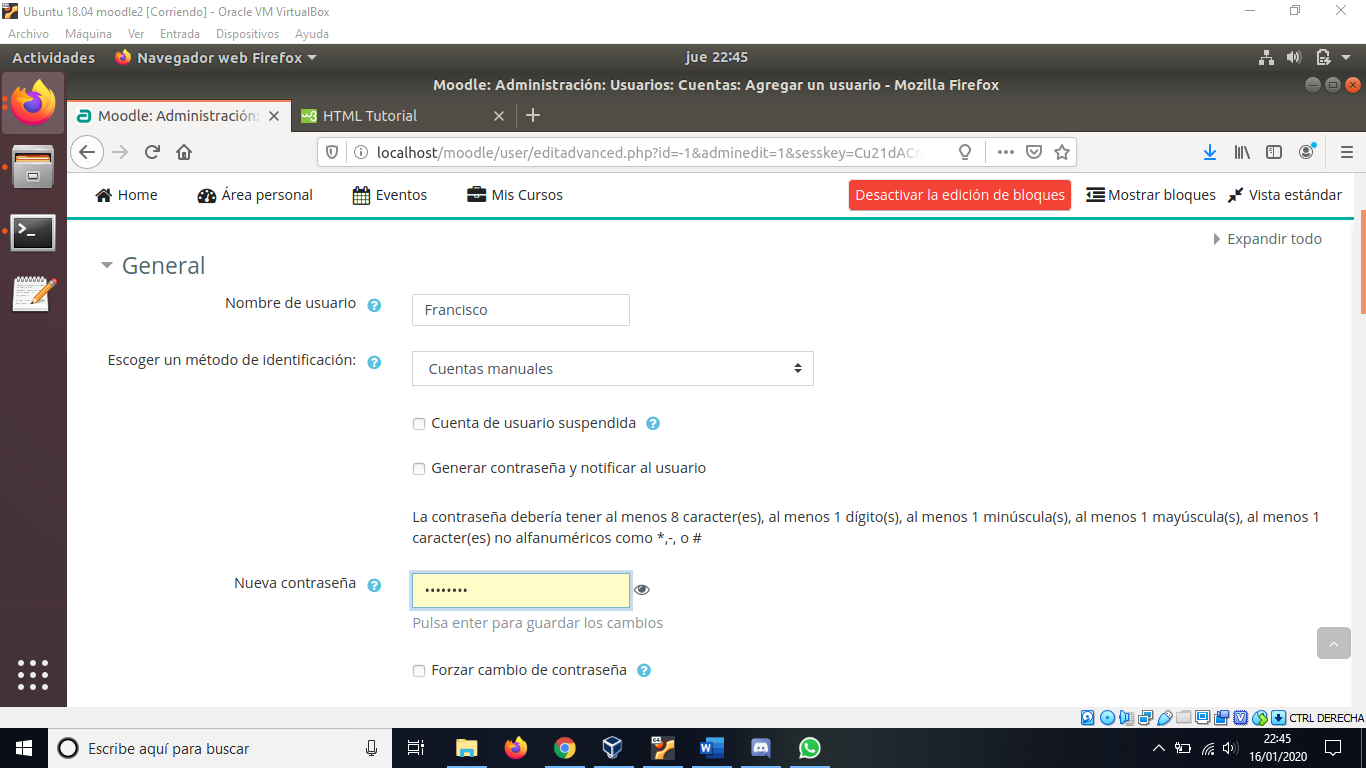 Ubuntu 18.04 moodle2 [Corriendo] - Oracle VM VirtualBox
Archivo Máquina Ver Entrada Dispositivos Ayuda
Actividades Navegador web Firefox jue 22:45
Moodle: Administración: Usuarios: Cuentas: Agregar un usuario - Mozilla Firefox
Moodle: Administración: HTML Tutorial
localhost/moodle/user/editadvanced.php?id=-1&adminedit=1&sesskey=Cu21dAC
Home Área personal Eventos Mis Cursos Desactivar la edición de bloques Mostrar bloques Vista estándar
Expandir todo
General
Nombre de usuario Francisco
Escoger un método de identificación: Cuentas manuales
Cuenta de usuario suspendida
Generar contraseña y notificar al usuario
La contraseña debería tener al menos 8 caracter(es), al menos 1 dígito(s), al menos 1 minúscula(s), al menos 1 mayúscula(s), al menos 1
caracter(es) no alfanuméricos como *,-, o #
Nueva contraseña ••••••••
Pulsa enter para guardar los cambios
Forzar cambio de contraseña
CTRL DERECHA
Escribe aquí para buscar
22:45
16/01/2020